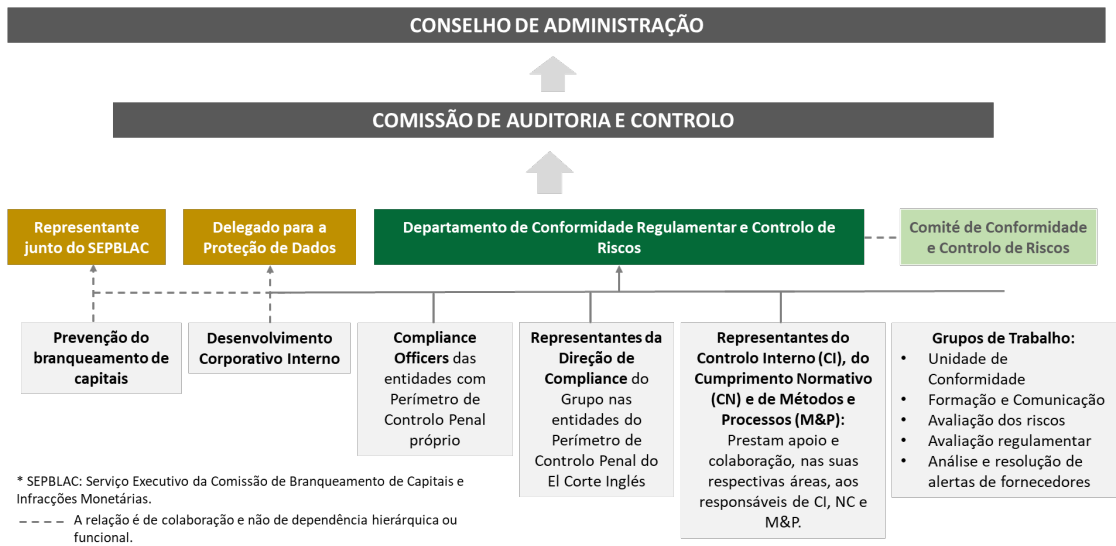 CONSELHO DE ADMINISTRAÇÃO
COMISSÃO DE AUDITORIA E CONTROLO
Representante
junto do SEPBLAC
Delegado para a
Proteção de Dados
Departamento de Conformidade Regulamentar e Controlo de
Riscos
Comité de Conformidade
e Controlo de Riscos
Prevenção do
branqueamento de
capitais
Desenvolvimento
Corporativo Interno
Compliance
Officers das
entidades com
Perímetro de
Controlo Penal
próprio
Representantes da
Direção de
Compliance do
Grupo nas
entidades do
Perímetro de
Controlo Penal do
El Corte Inglés
Representantes do
Controlo Interno (CI), do
Cumprimento Normativo
(CN) e de Métodos e
Processos (M&P):
Prestam apoio e
colaboração, nas suas
respectivas áreas, aos
responsáveis de CI, NC e
M&P.
Grupos de Trabalho:
• Unidade de
Conformidade
• Formação e Comunicação
• Avaliação dos riscos
• Avaliação regulamentar
• Análise e resolução de
alertas de fornecedores
* SEPBLAC: Serviço Executivo da Comissão de Branqueamento de Capitais e
Infracções Monetárias.
A relação é de colaboração e não de dependência hierárquica ou
funcional.